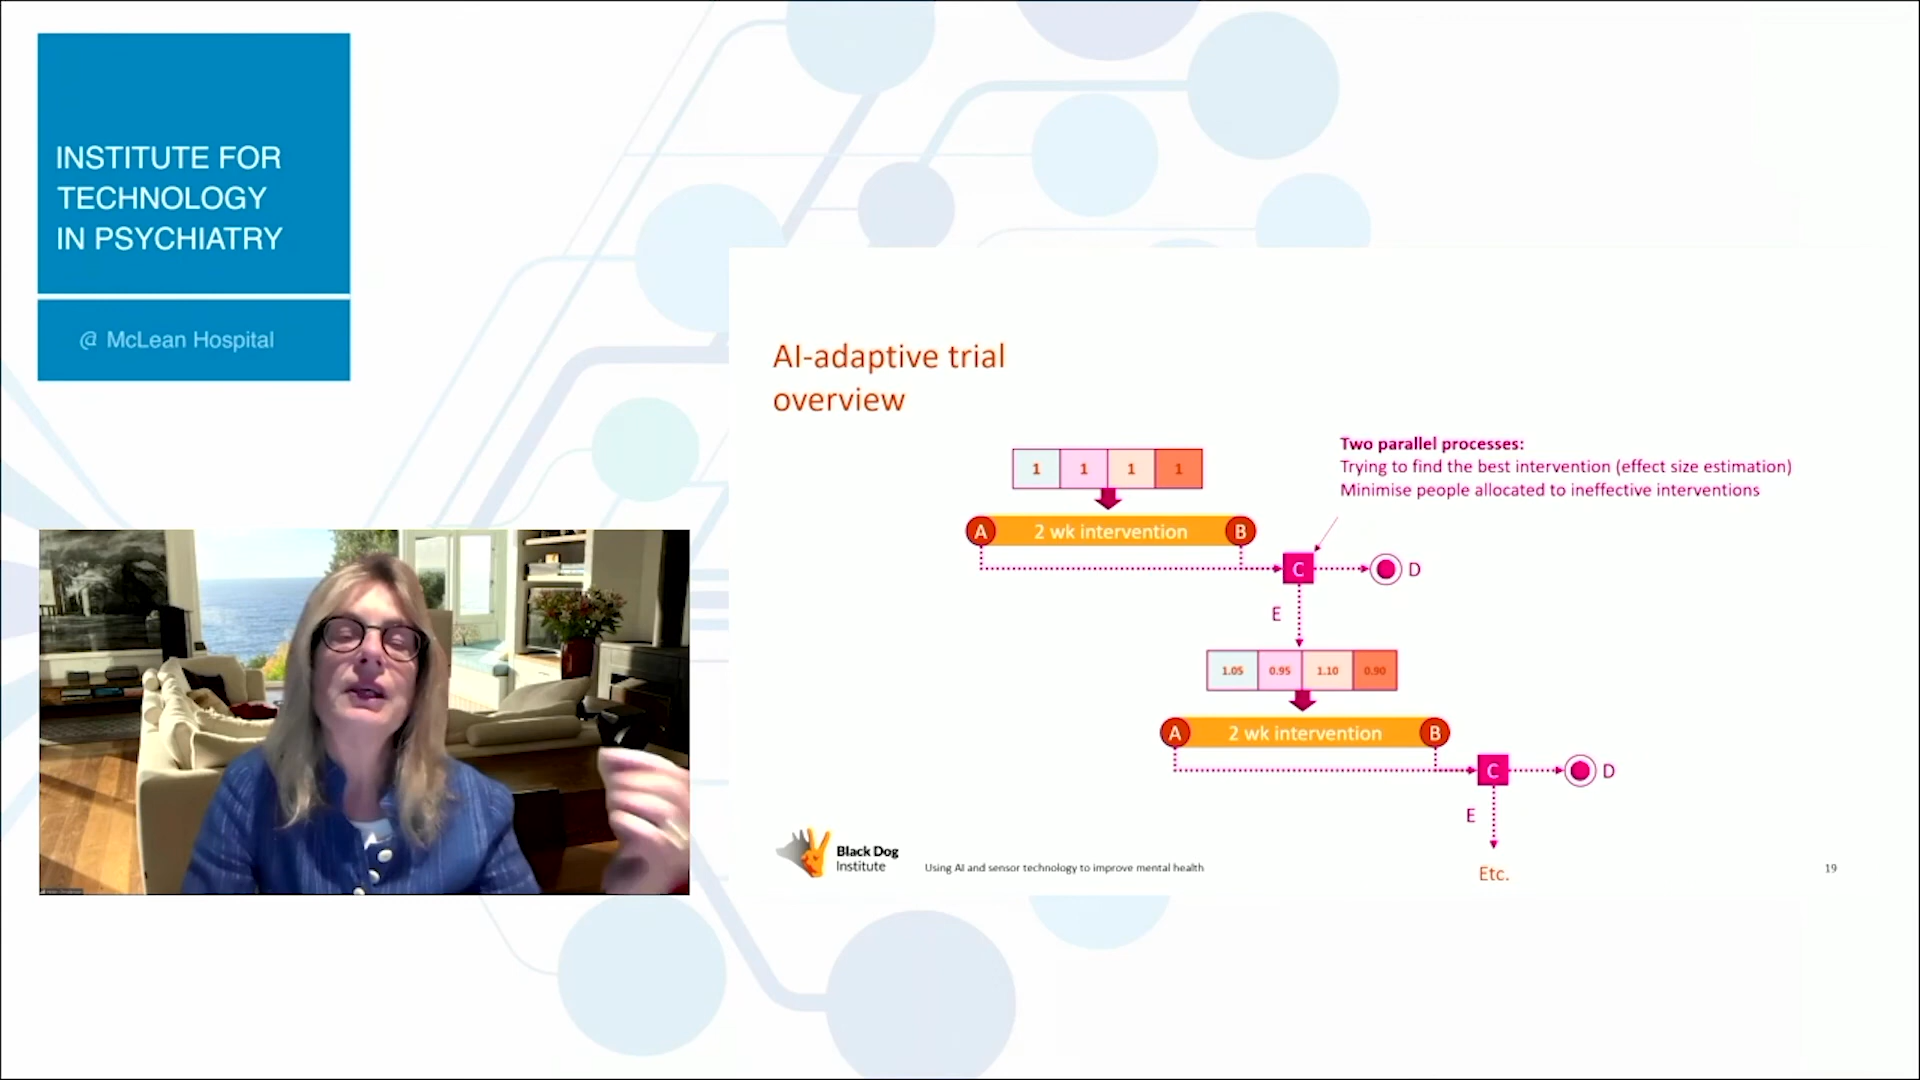 INSTITUTE FOR
TECHNOLOGY
IN PSYCHIATRY
@ McLean Hospital
AI-adaptive trial
overview
Two parallel processes:
Trying to find the best intervention (effect size estimation)
Minimise people allocated to ineffective interventions
1 1 1 1
A 2 wk intervention B
C D
E
1.05 0.95 1.10 0.90
A 2 wk intervention B
C D
E
Etc.
Black Dog
Institute
Using AI and sensor technology to improve mental health
19